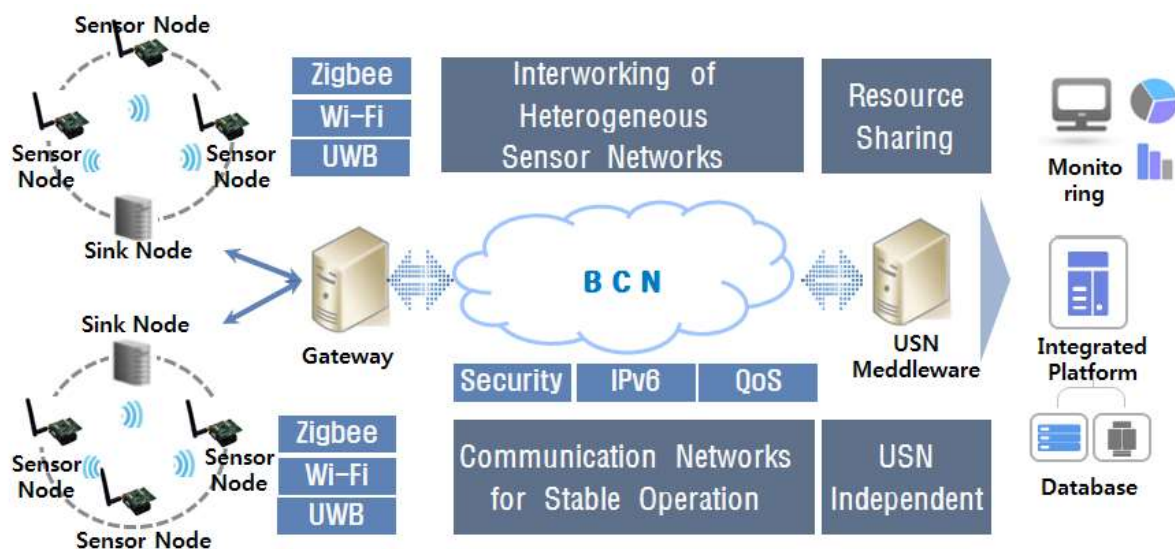 Sensor Node
Sensor
Node
Sensor
Node
Sink Node
Zigbee
Wi-Fi
UWB
Interworking of
Heterogeneous
Sensor Networks
Resource
Sharing
Monito
ring
Sink Node
Gateway
BCN
USN
Meddleware
Integrated
Platform
Security
IPv6
QoS
Sensor
Node
Sensor
Node
Sensor Node
Zigbee
Wi-Fi
UWB
Communication Networks
for Stable Operation
USN
Independent
Database